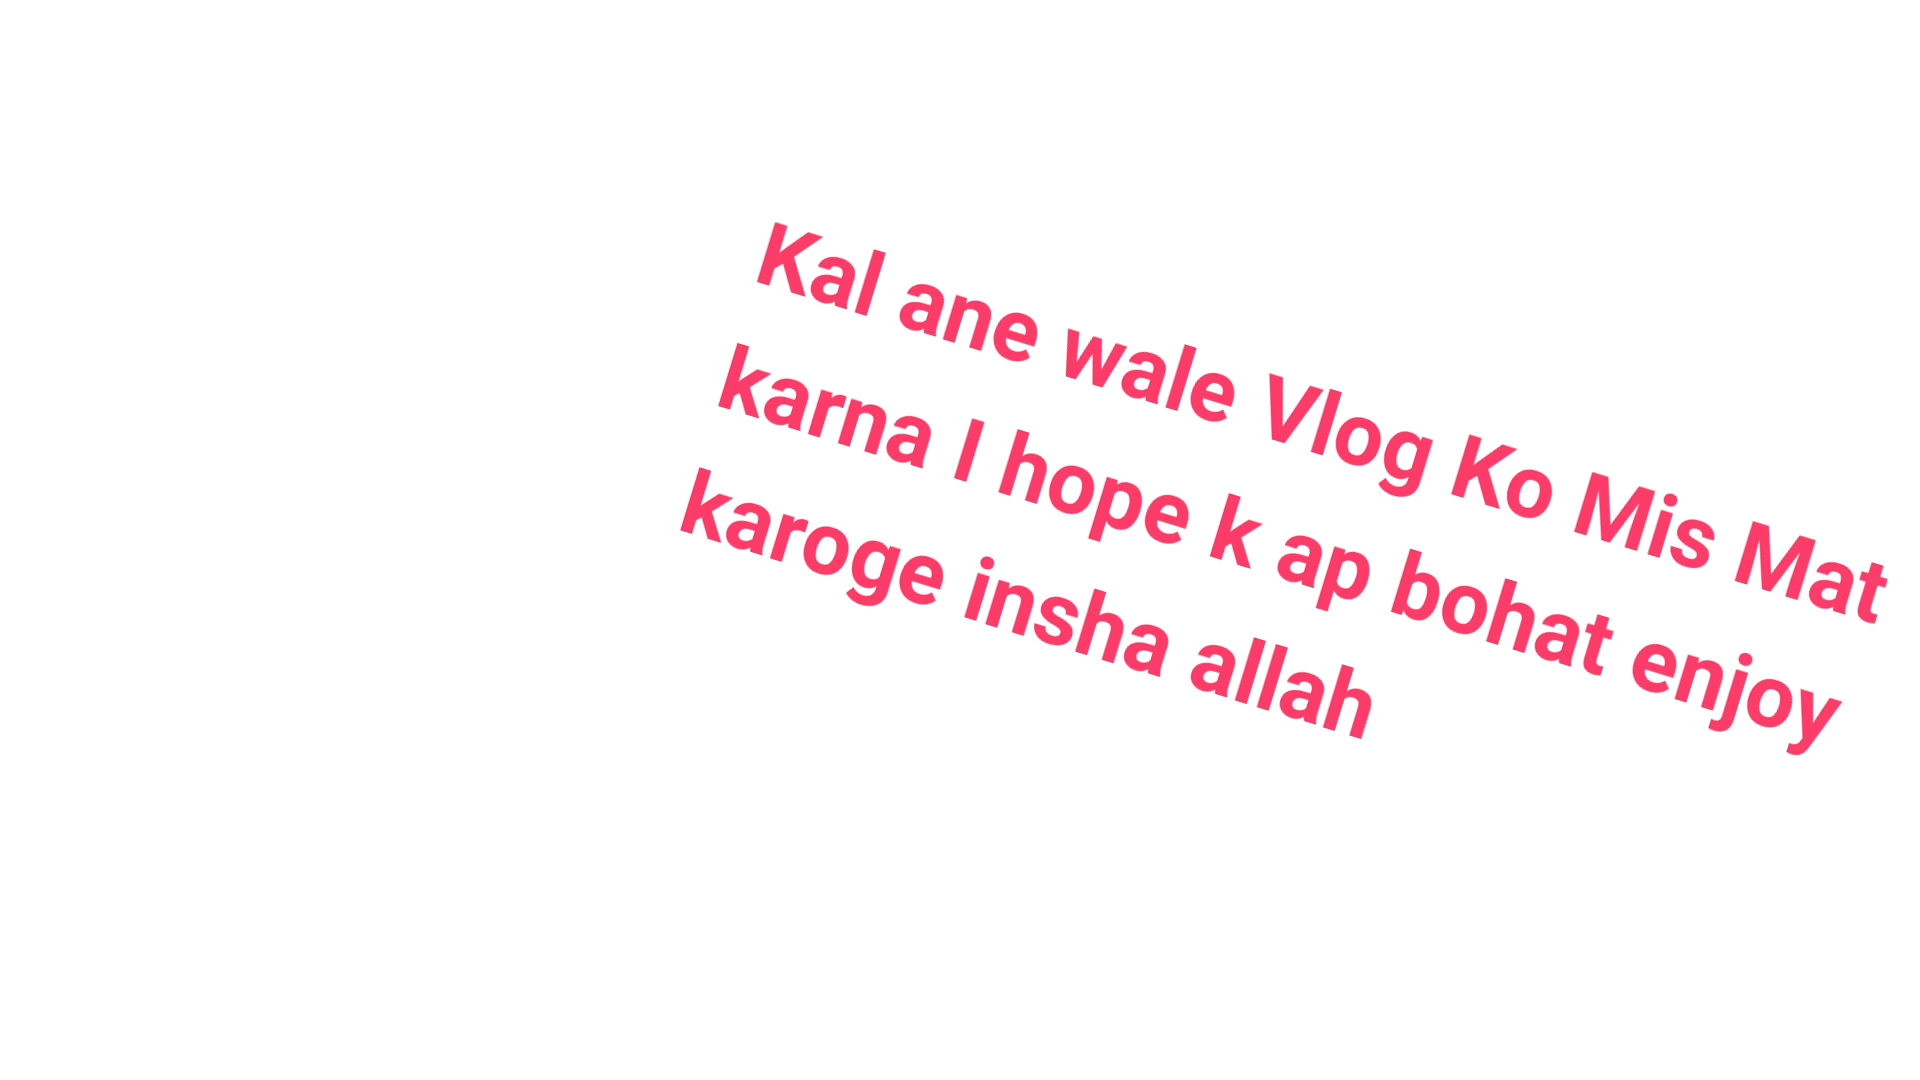 Kal ane wale Vlog Ko Mis Mat
karna I hope k ap bohat enjoy
karoge insha allah